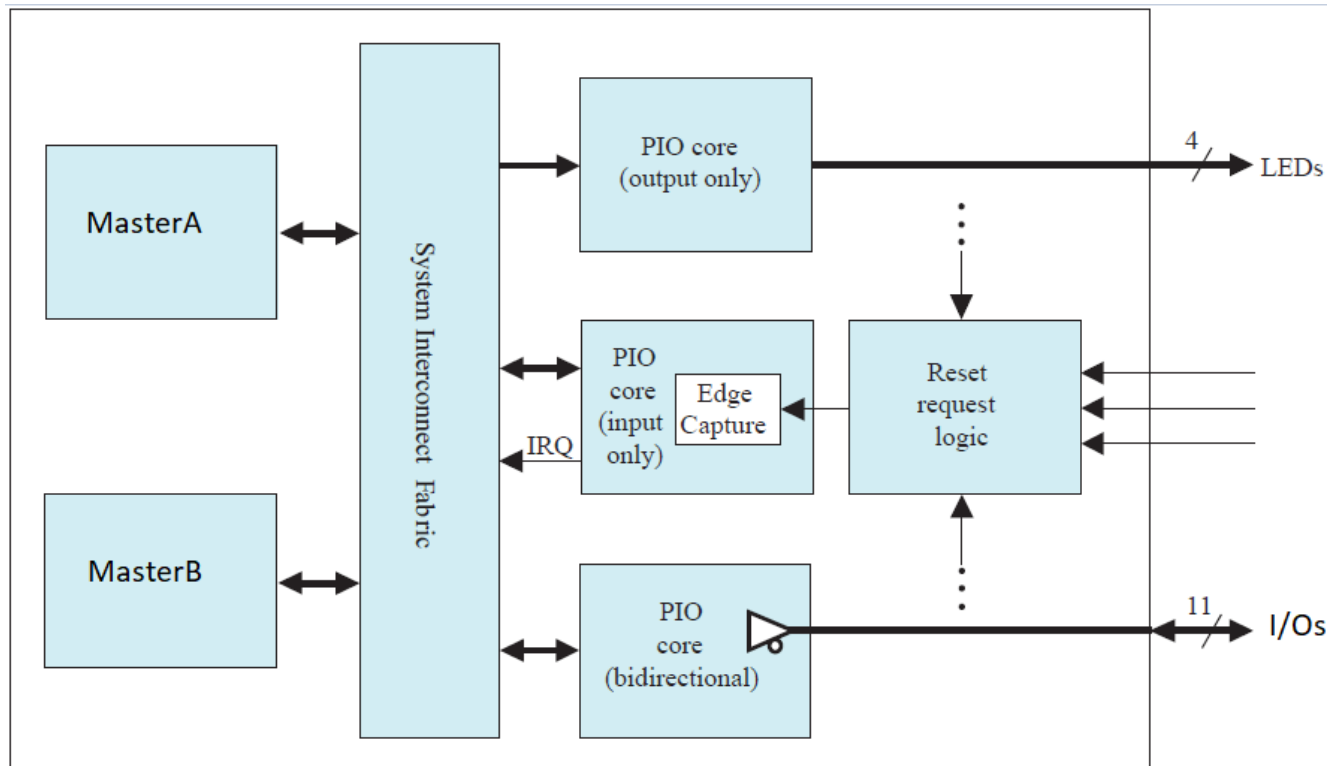 MasterA
MasterB
System Interconnect Fabric
PIO core
(output only)
4
LEDs
PIO
core
(input
only)
Edge
Capture
IRQ
Reset
request
logic
PIO
core
(bidirectional)
11
I/Os